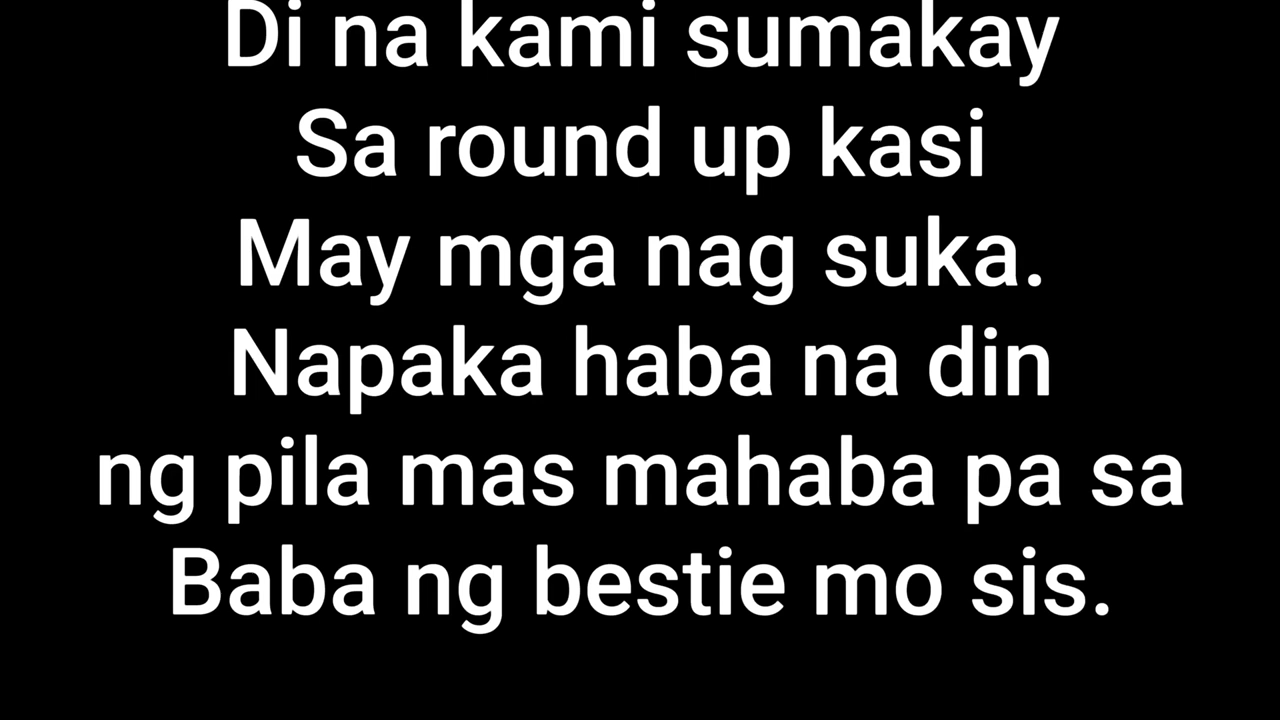 Di na kami sumakay
Sa round up kasi
May mga nag suka.
Napaka haba na din
ng pila mas mahaba pa sa
Baba ng bestie mo sis.